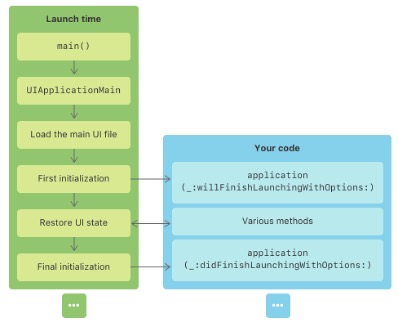 Launch time
main()
UIApplicationMain
Load the main UI file
Your code
First initialization
application
(_:willFinishLaunchingWithOptions:)
Restore UI state
Various methods
Final initialization
application
(_:didFinishLaunchingWithOptions:)